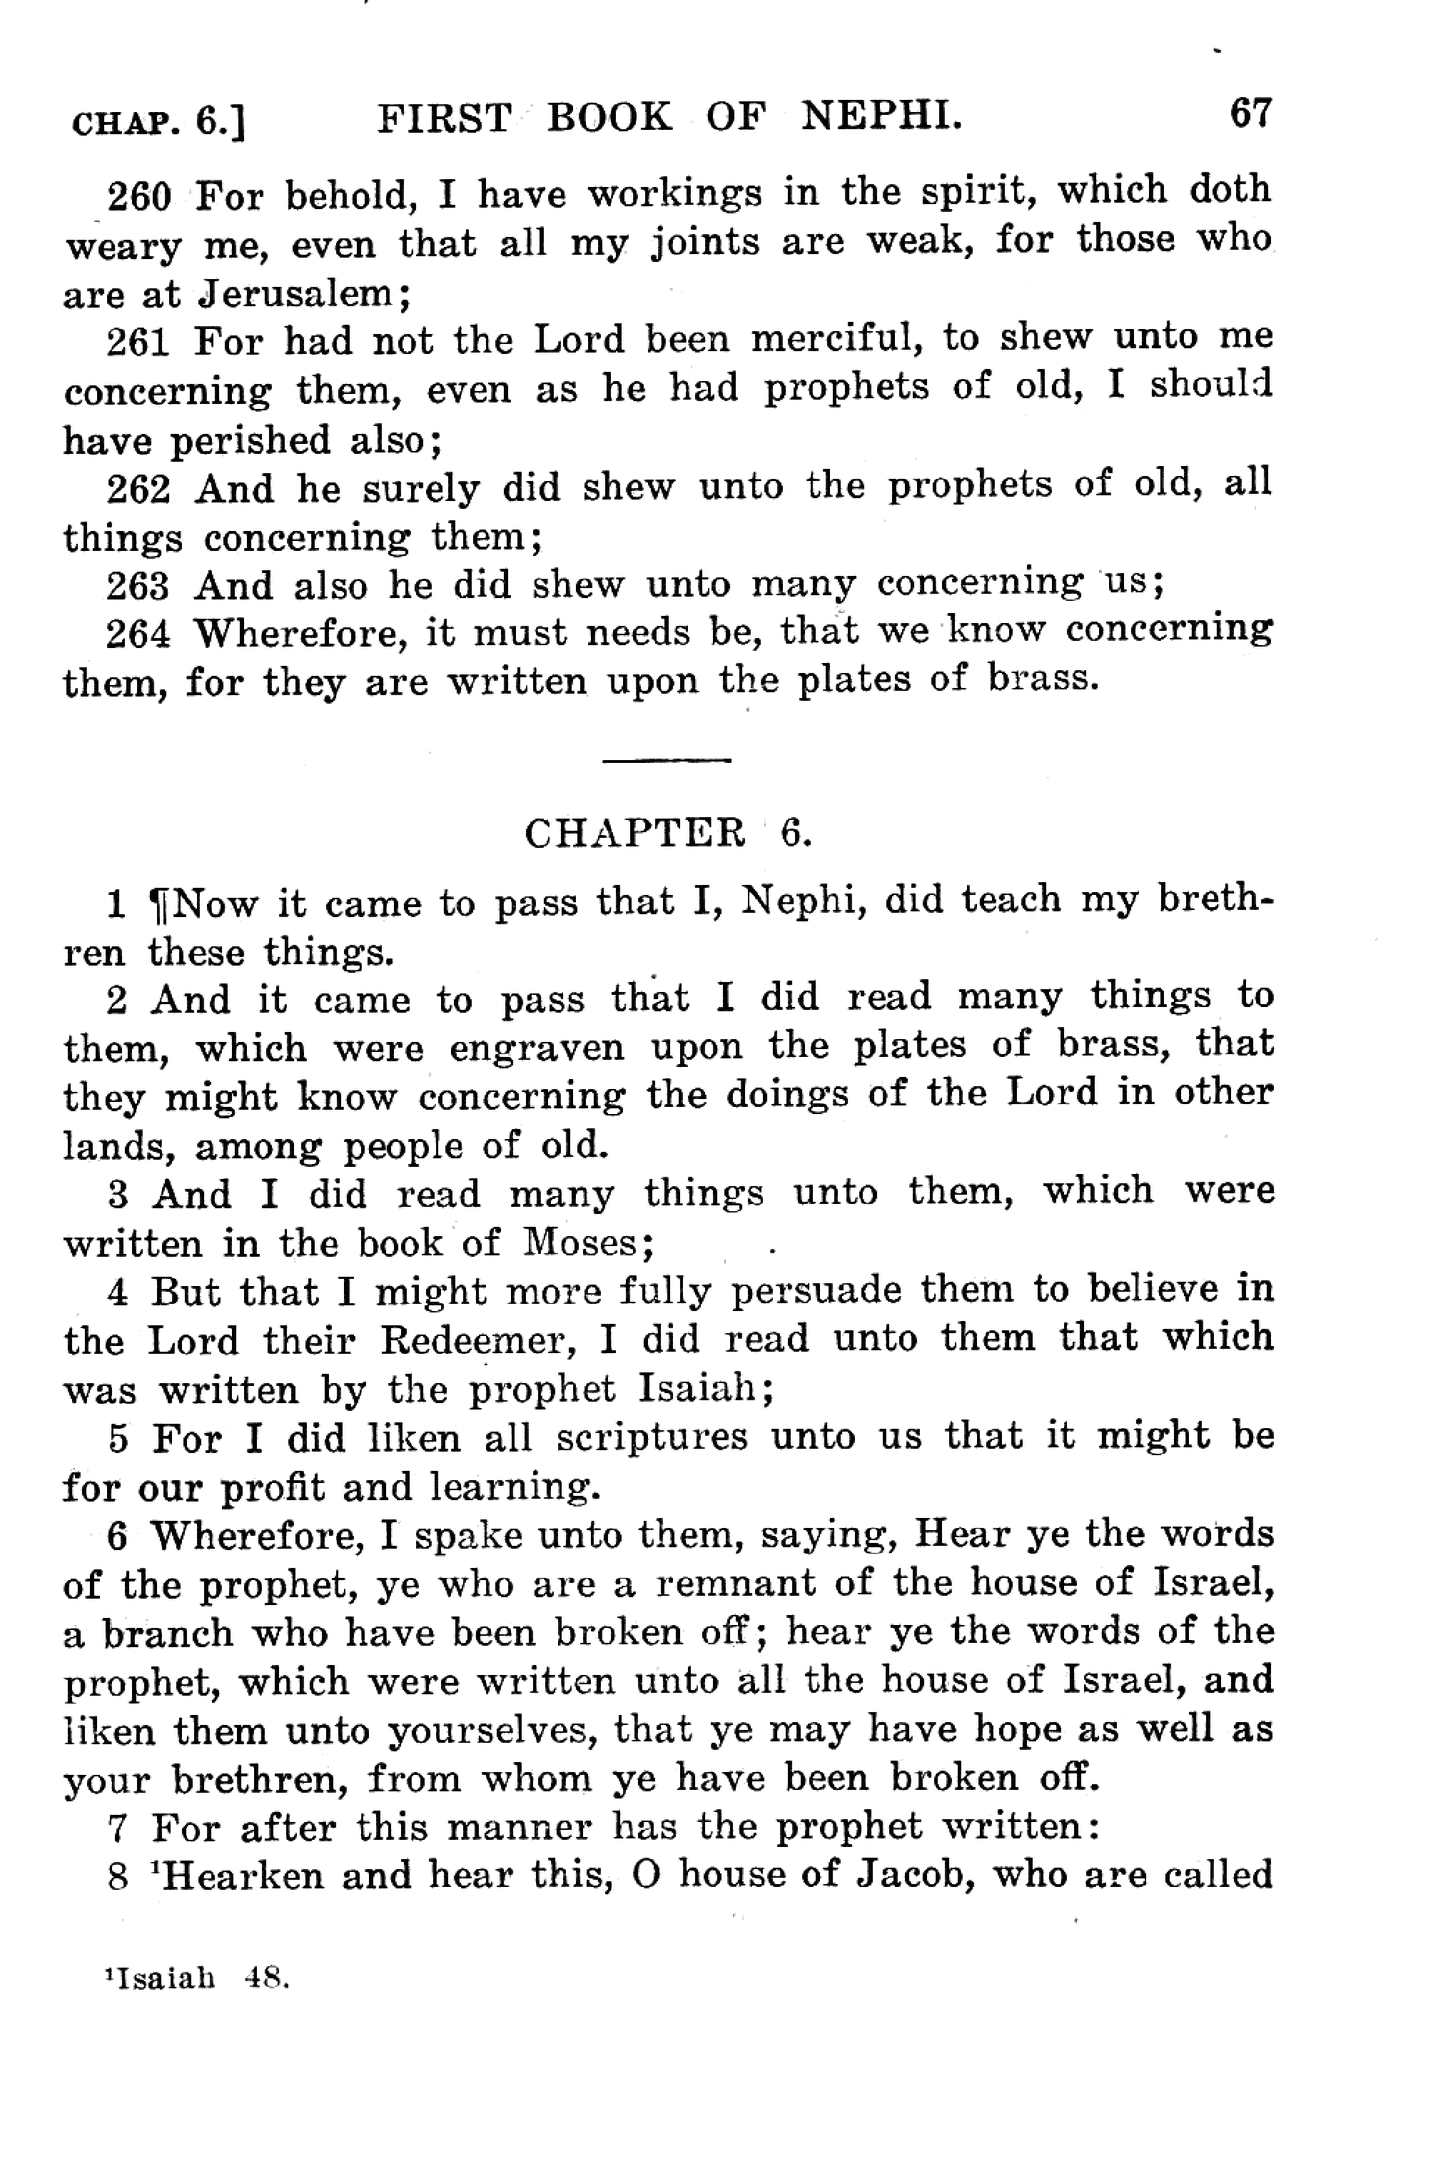 CHAP. 6.] FIRST BOOK OF NEPHI. 67
260 For behold, I have workings in the spirit, which doth
weary me, even that all my joints are weak, for those who
are at Jerusalem;
261 For had not the Lord been merciful, to shew unto me
concerning them, even as he had prophets of old, I should
have perished also;
262 And he surely did shew unto the prophets of old, all
things concerning them;
263 And also he did shew unto many concerning us;
264 Wherefore, it must needs be, that we know concerning
them, for they are written upon the plates of brass.
CHAPTER 6.
1 ¶Now it came to pass that I, Nephi, did teach my breth-
ren these things.
2 And it came to pass that I did read many things to
them, which were engraven upon the plates of brass, that
they might know concerning the doings of the Lord in other
lands, among people of old.
3 And I did read many things unto them, which were
written in the book of Moses;
4 But that I might more fully persuade them to believe in
the Lord their Redeemer, I did read unto them that which
was written by the prophet Isaiah;
5 For I did liken all scriptures unto us that it might be
for our profit and learning.
6 Wherefore, I spake unto them, saying, Hear ye the words
of the prophet, ye who are a remnant of the house of Israel,
a branch who have been broken off; hear ye the words of the
prophet, which were written unto all the house of Israel, and
liken them unto yourselves, that ye may have hope as well as
your brethren, from whom ye have been broken off.
7 For after this manner has the prophet written:
8 ¹Hearken and hear this, O house of Jacob, who are called
¹Isaiah 48.